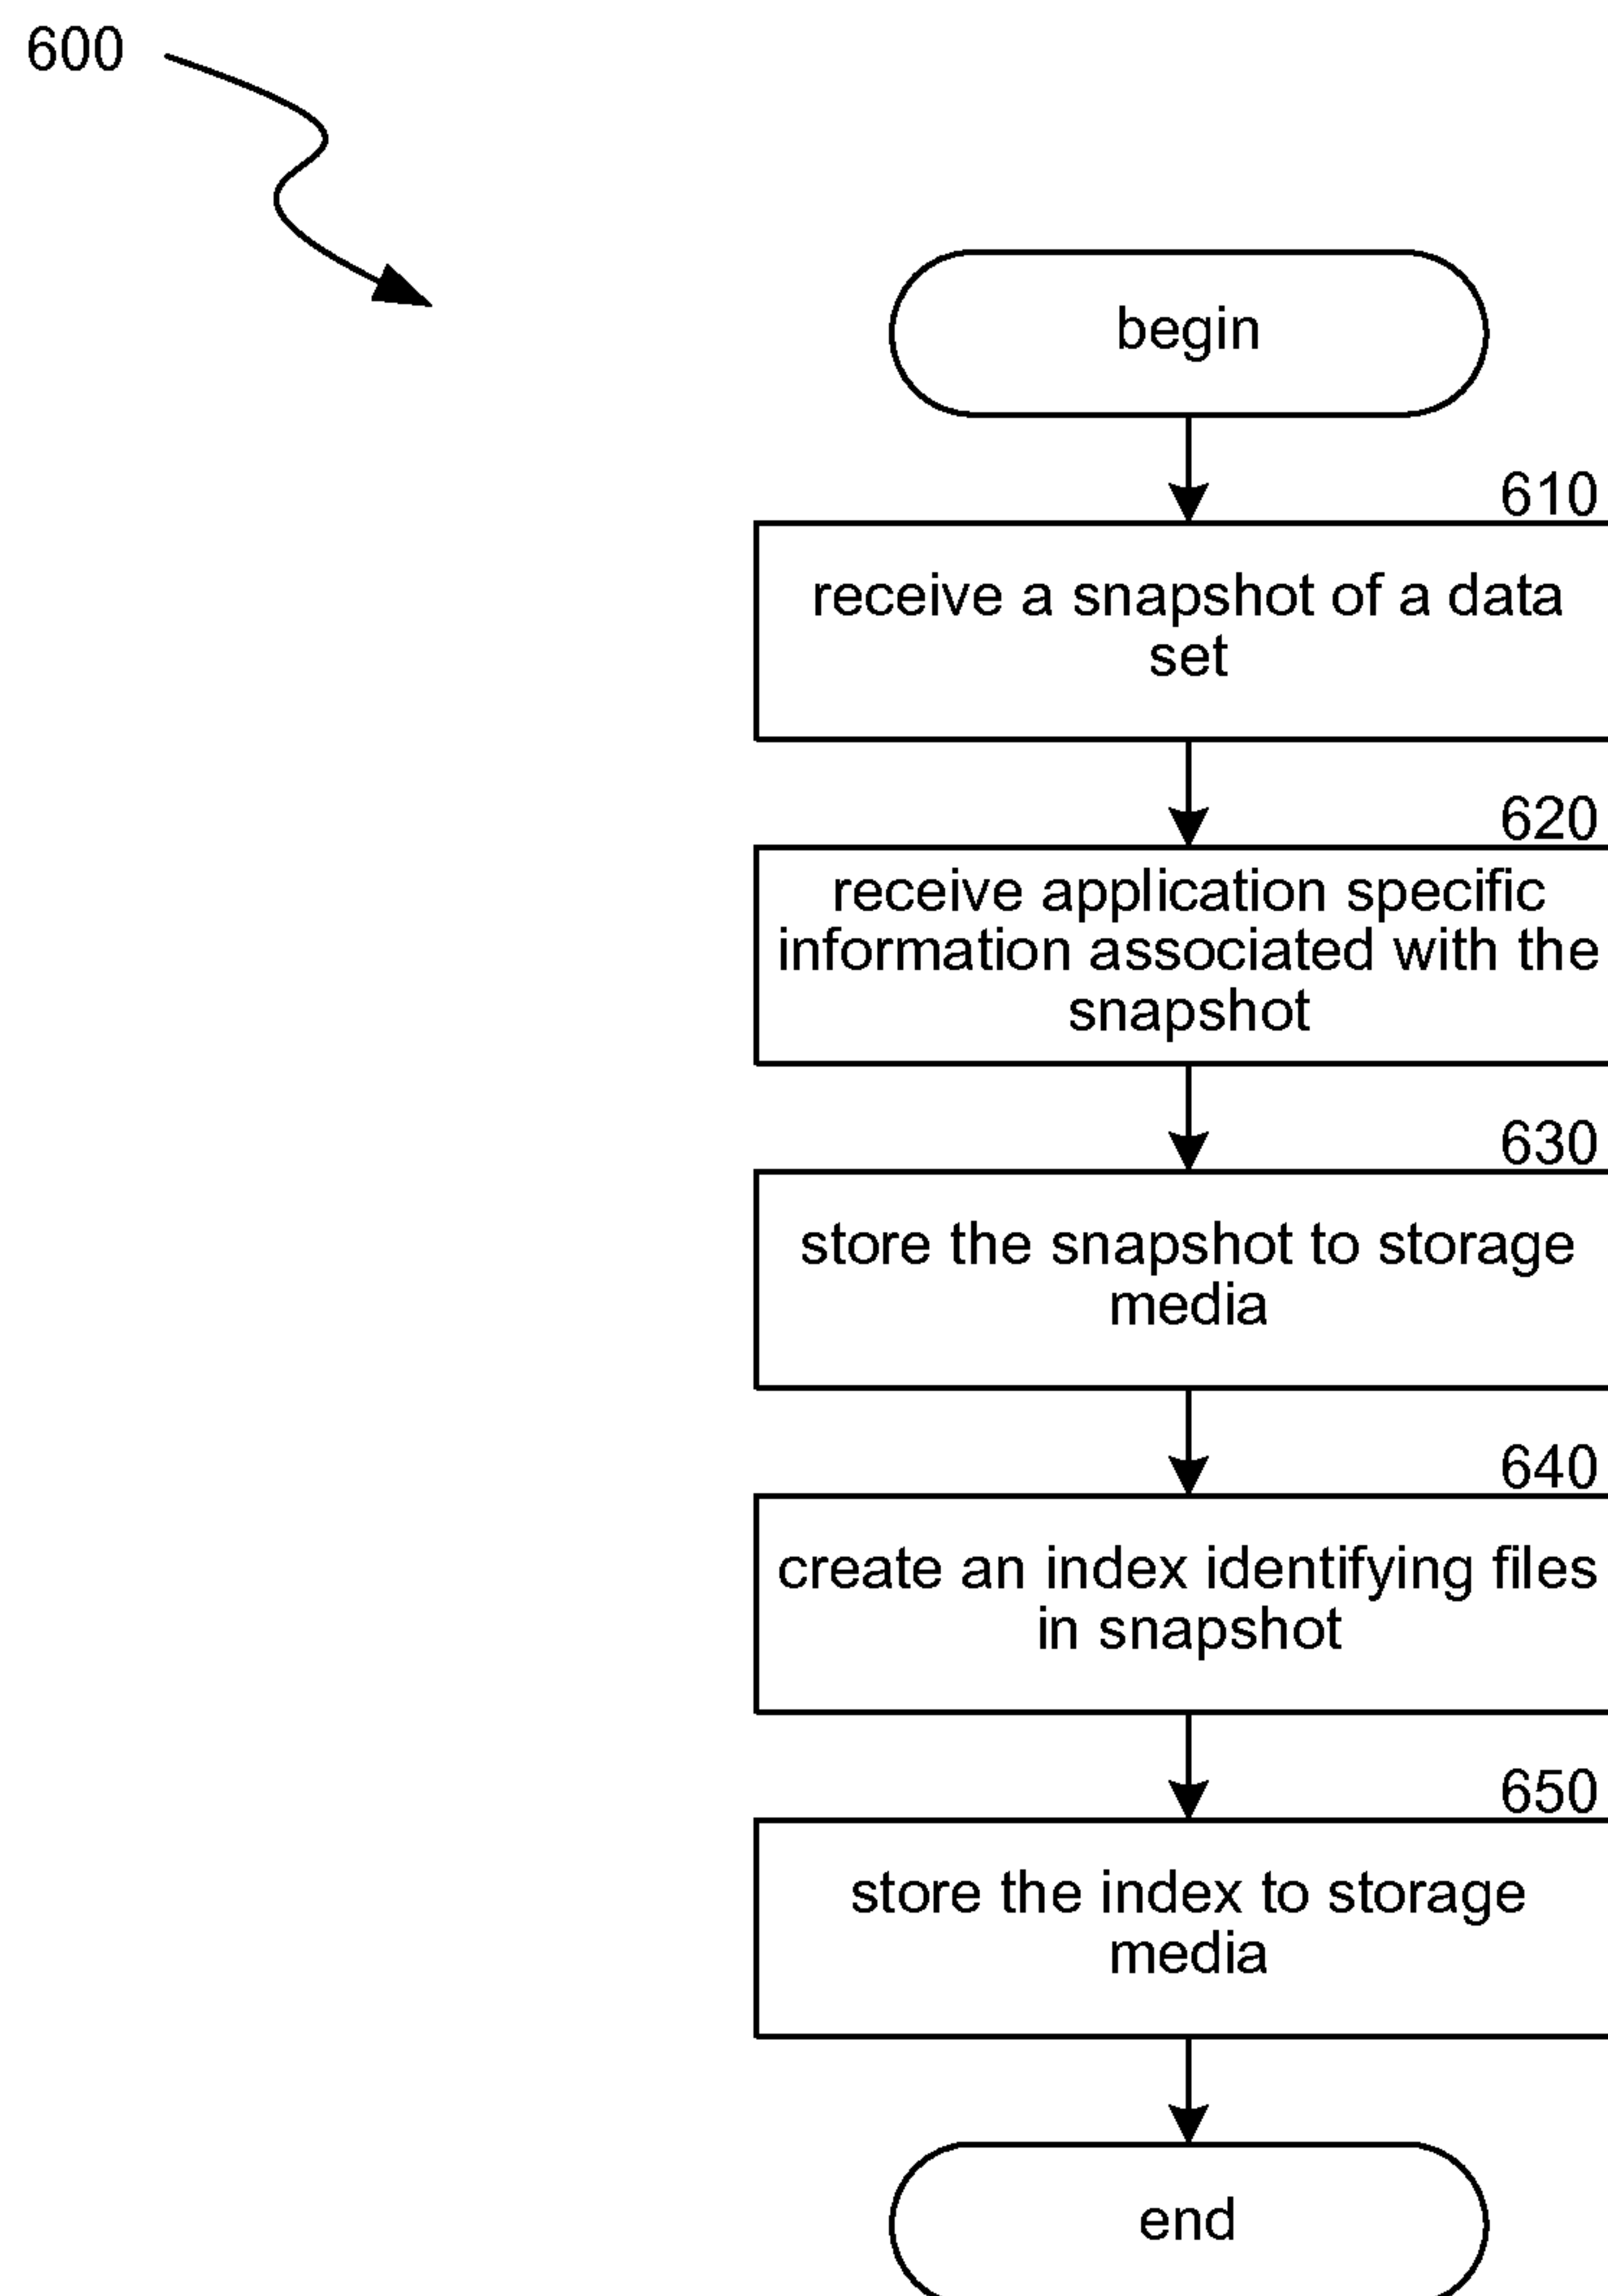 600
begin
610
receive a snapshot of a data
set
620
receive application specific
information associated with the
snapshot
630
store the snapshot to storage
media
640
create an index identifying files
in snapshot
650
store the index to storage
media
end